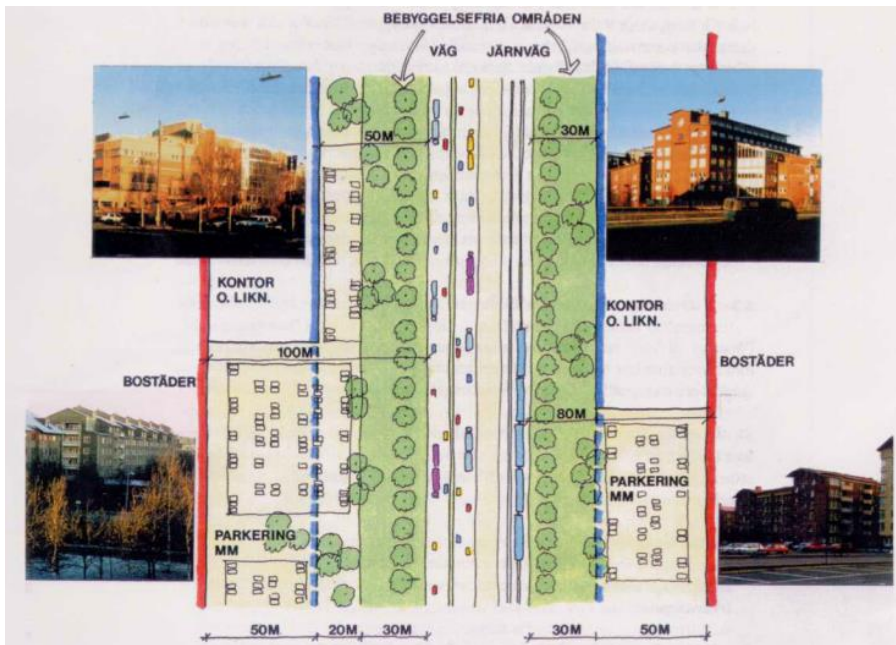 BEBYGGELSEFRIA OMRÅDEN
VÄG
JÄRNVÄG
50M
30M
KONTOR
O. LIKN.
KONTOR
O. LIKN.
100M
BOSTÄDER
BOSTÄDER
80M
PARKERING
MM
PARKERING
MM
50M
20M
30M
30M
50M